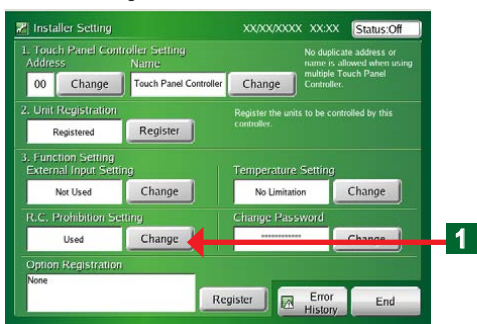 Installer Setting XX/XX/XXXX XX:XX Status:Off
1. Touch Panel Controller Setting
Address Name
00 Change Touch Panel Controller Change
No duplicate address or
name is allowed when using
multiple Touch Panel
Controller.
2. Unit Registration
Registered Register
Register the units to be controlled by this
controller.
3. Function Setting
External Input Setting Temperature Setting
Not Used Change No Limitation Change
R.C. Prohibition Setting Change Password
Used Change ************ Change
1
Option Registration
None
Register Error
History End